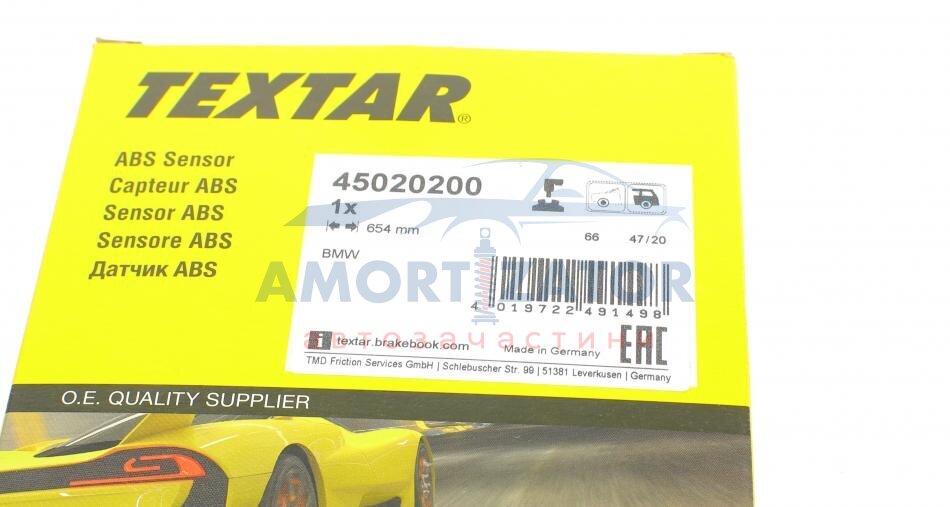 TEXTAR®
ABS Sensor
Capteur ABS
Sensor ABS
Sensore ABS
Датчик ABS
45020200
1x
654 mm
BMW
66
47/20
AMORTIZATOR
автозапчастини
4 019722 491498
i textar.brakebook.com
Made in Germany
EAC
TMD Friction Services GmbH | Schlebuscher Str. 99 | 51381 Leverkusen | Germany
O.E. QUALITY SUPPLIER